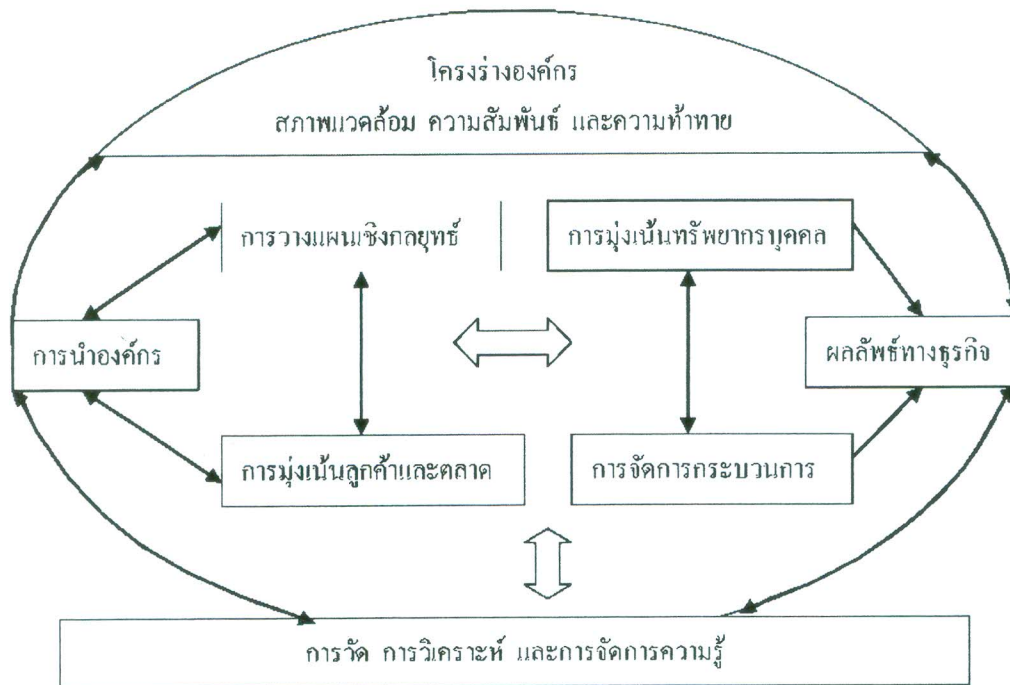 โครงร่างองค์กร
สภาพแวดล้อม ความสัมพันธ์ และความท้าทาย
การวางแผนเชิงกลยุทธ์
การมุ่งเน้นทรัพยากรบุคคล
การนำองค์กร
ผลลัพธ์ทางธุรกิจ
การมุ่งเน้นลูกค้าและตลาด
การจัดการกระบวนการ
การวัด การวิเคราะห์ และการจัดการความรู้